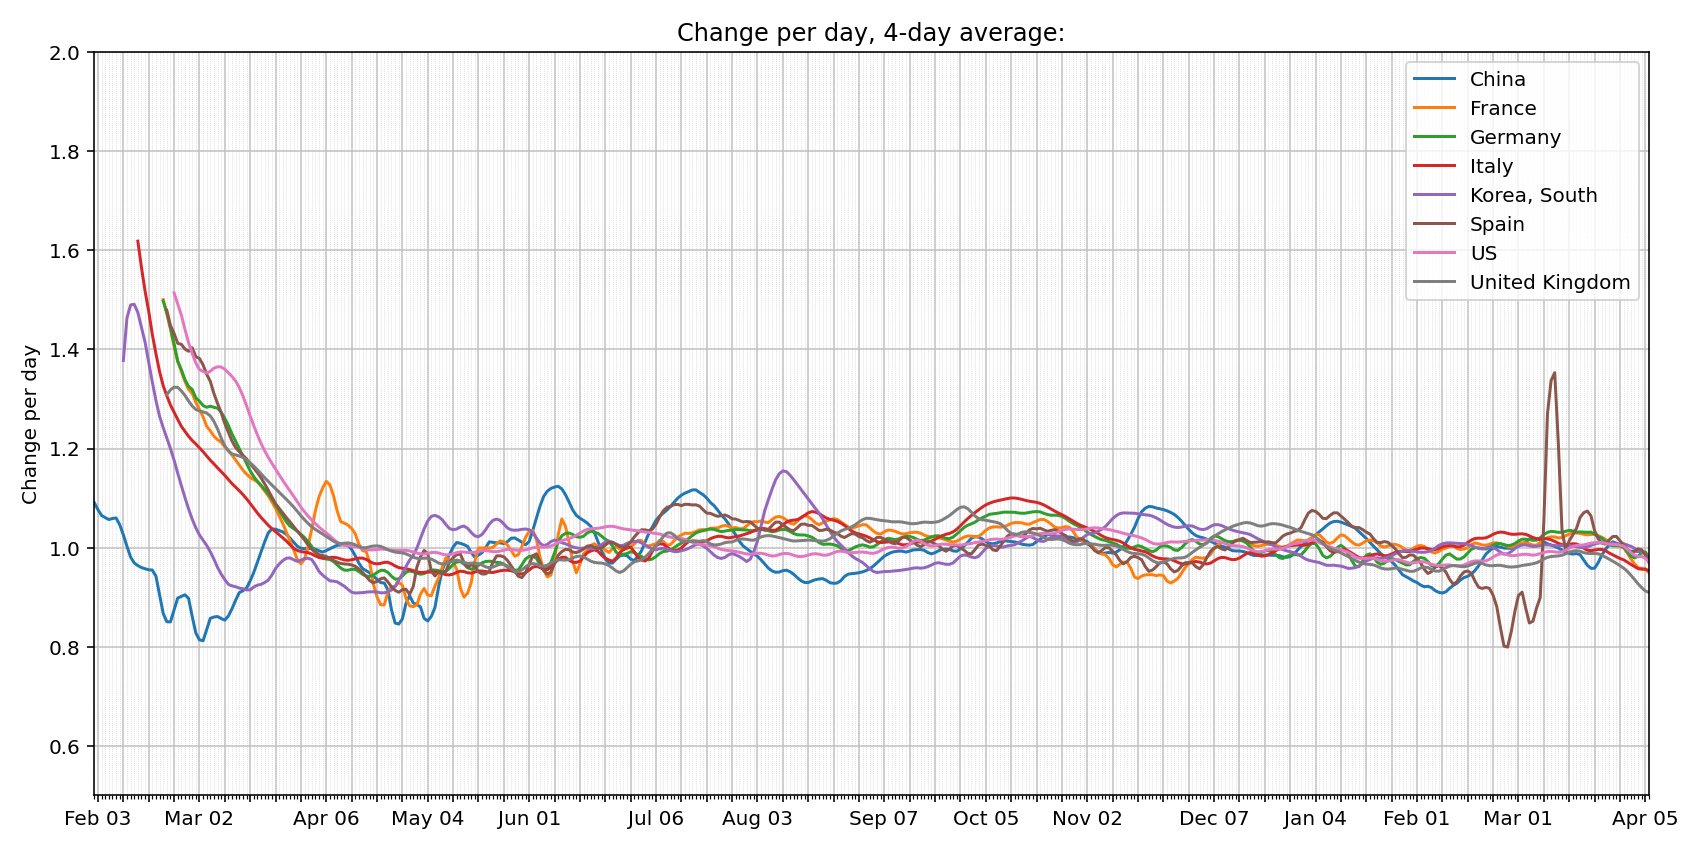 Change per day, 4-day average:
2.0
1.8
1.6
1.4
1.2
1.0
0.8
0.6
Change per day
China
France
Germany
Italy
Korea, South
Spain
US
United Kingdom
Feb 03 Mar 02 Apr 06 May 04 Jun 01 Jul 06 Aug 03 Sep 07 Oct 05 Nov 02 Dec 07 Jan 04 Feb 01 Mar 01 Apr 05